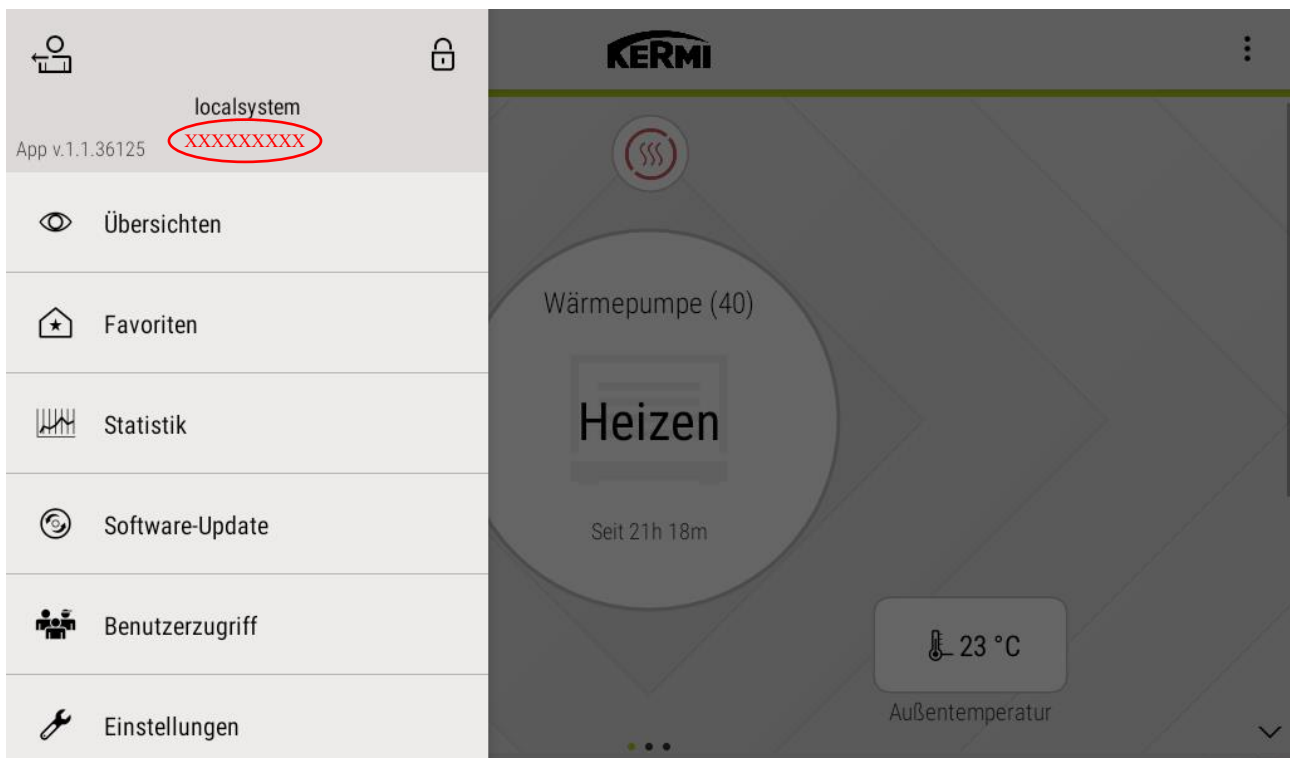 KERMI
localsystem
App v.1.1.36125
XXXXXXXXX
Übersichten
Favoriten
Statistik
Software-Update
Benutzerzugriff
Einstellungen
Wärmepumpe (40)
Heizen
Seit 21h 18m
23 °C
Außentemperatur